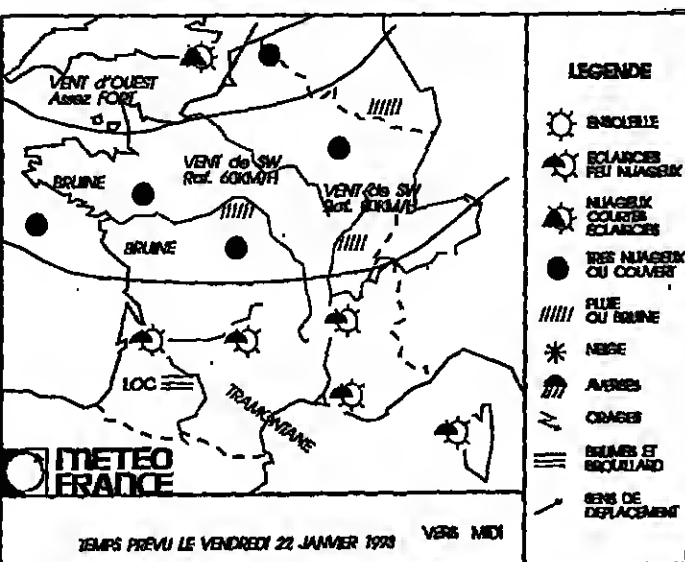 VENT d'OUEST
Assez FORT
BRUINE
VENT de SW
Raf. 60KM/H
VENT de SW
Raf. 80KM/H
BRUINE
LOC
TRAMONTANE
METEO
FRANCE
TEMPS PREVU LE VENDREDI 22 JANVIER 1993 VERS MIDI
LEGENDE
ENSOLEILLE
ECLAIRCIES
PEU NUAGEUX
NUAGEUX
COURTES
ECLAIRCIES
TRES NUAGEUX
OU COUVERT
PLUIE
OU BRUINE
NEIGE
AVERSES
ORAGES
BRUMES ET
BROUILLARD
SENS DE
DEPLACEMENT